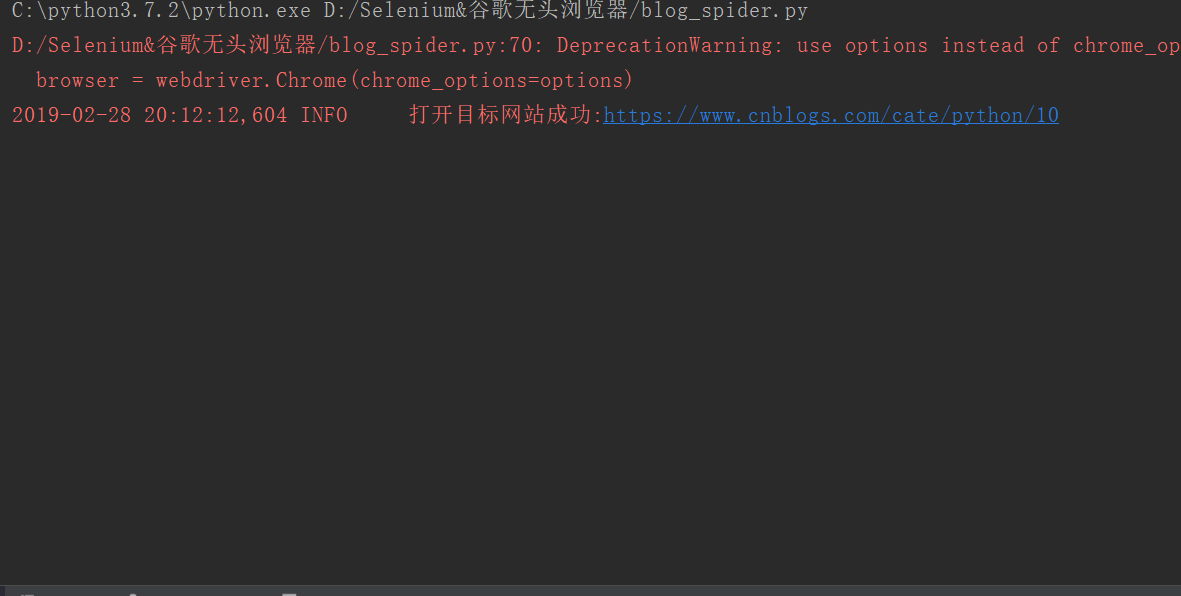 C:\python3.7.2\python.exe D:/Selenium&谷歌无头浏览器/blog_spider.py
D:/Selenium&谷歌无头浏览器/blog_spider.py:70: DeprecationWarning: use options instead of chrome_op
browser = webdriver.Chrome(chrome_options=options)
2019-02-28 20:12:12,604 INFO 打开目标网站成功:https://www.cnblogs.com/cate/python/10